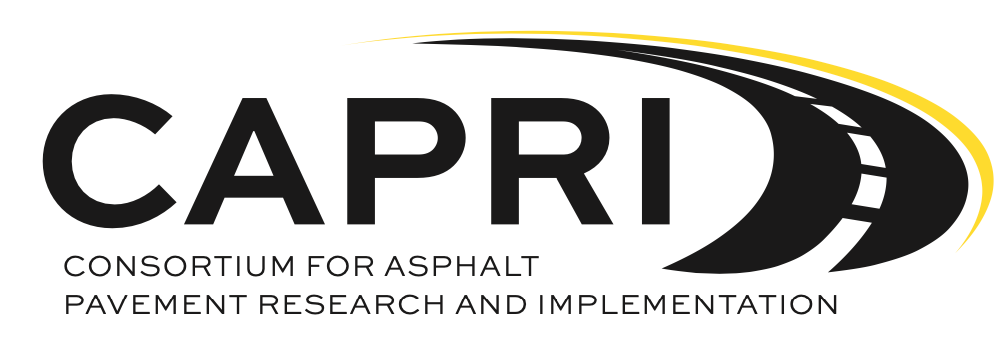 CAPRI
CONSORTIUM FOR ASPHALT
PAVEMENT RESEARCH AND IMPLEMENTATION